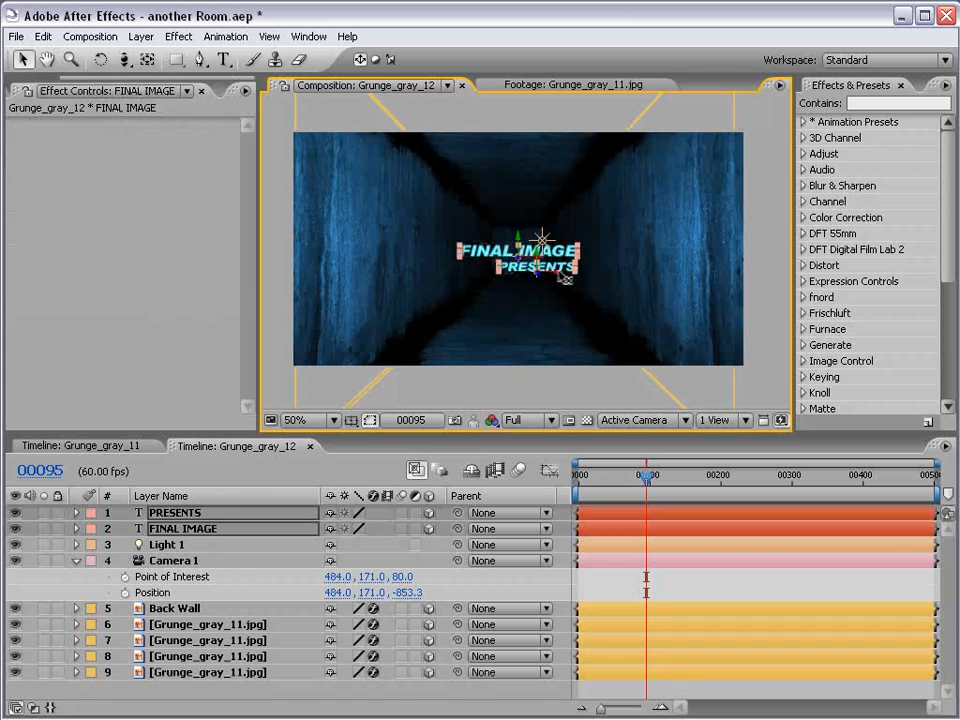 Adobe After Effects - another Room.aep *
File Edit Composition Layer Effect Animation View Window Help
Workspace: Standard
Effect Controls: FINAL IMAGE
Grunge_gray_12 * FINAL IMAGE
Composition: Grunge_gray_12
Footage: Grunge_gray_11.jpg
Effects & Presets
Contains:
* Animation Presets
3D Channel
Adjust
Audio
Blur & Sharpen
Channel
Color Correction
DFT 55mm
DFT Digital Film Lab 2
Distort
Expression Controls
fnord
Frischluft
Furnace
Generate
Image Control
Keying
Knoll
Matte
FINAL IMAGE
PRESENTS
50% 00095 Full Active Camera 1 View
Timeline: Grunge_gray_11 Timeline: Grunge_gray_12
00095 (60.00 fps)
00200 00300 00400
# Layer Name Parent
1 T PRESENTS None
2 T FINAL IMAGE None
3 Light 1 None
4 Camera 1 None
Point of Interest 484.0, 171.0, 80.0
Position 484.0, 171.0, -853.3
5 Back Wall None
6 [Grunge_gray_11.jpg] None
7 [Grunge_gray_11.jpg] None
8 [Grunge_gray_11.jpg] None
9 [Grunge_gray_11.jpg] None